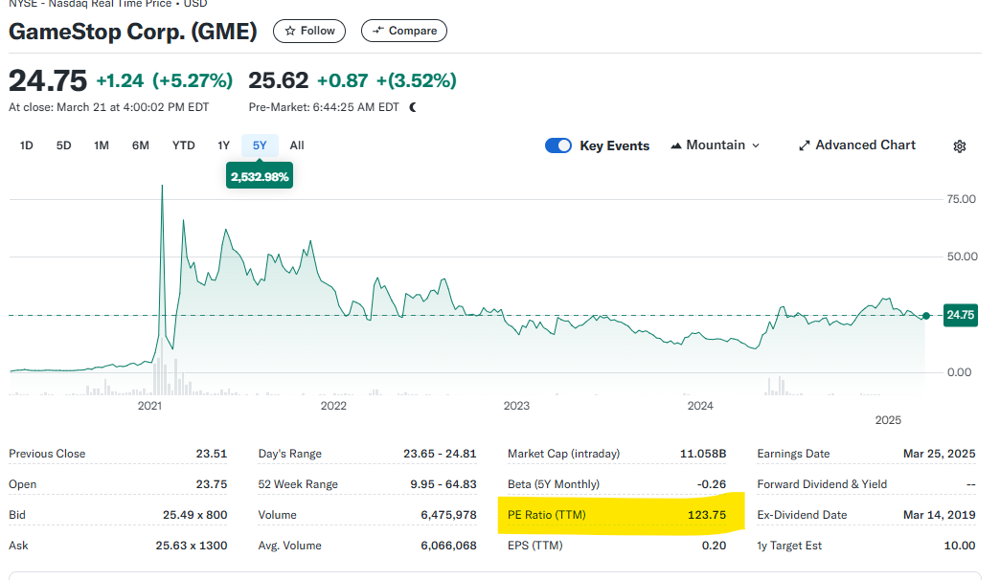 NYSE - Nasdaq Real Time Price • USD
GameStop Corp. (GME) Follow Compare
24.75 +1.24 (+5.27%) 25.62 +0.87 +(3.52%)
At close: March 21 at 4:00:02 PM EDT Pre-Market: 6:44:25 AM EDT
1D 5D 1M 6M YTD 1Y 5Y All Key Events Mountain Advanced Chart
2,532.98%
75.00
50.00
24.75
0.00
2021 2022 2023 2024 2025
Previous Close 23.51 Day's Range 23.65 - 24.81 Market Cap (intraday) 11.058B Earnings Date Mar 25, 2025
Open 23.75 52 Week Range 9.95 - 64.83 Beta (5Y Monthly) -0.26 Forward Dividend & Yield --
Bid 25.49 x 800 Volume 6,475,978 PE Ratio (TTM) 123.75 Ex-Dividend Date Mar 14, 2019
Ask 25.63 x 1300 Avg. Volume 6,066,068 EPS (TTM) 0.20 1y Target Est 10.00